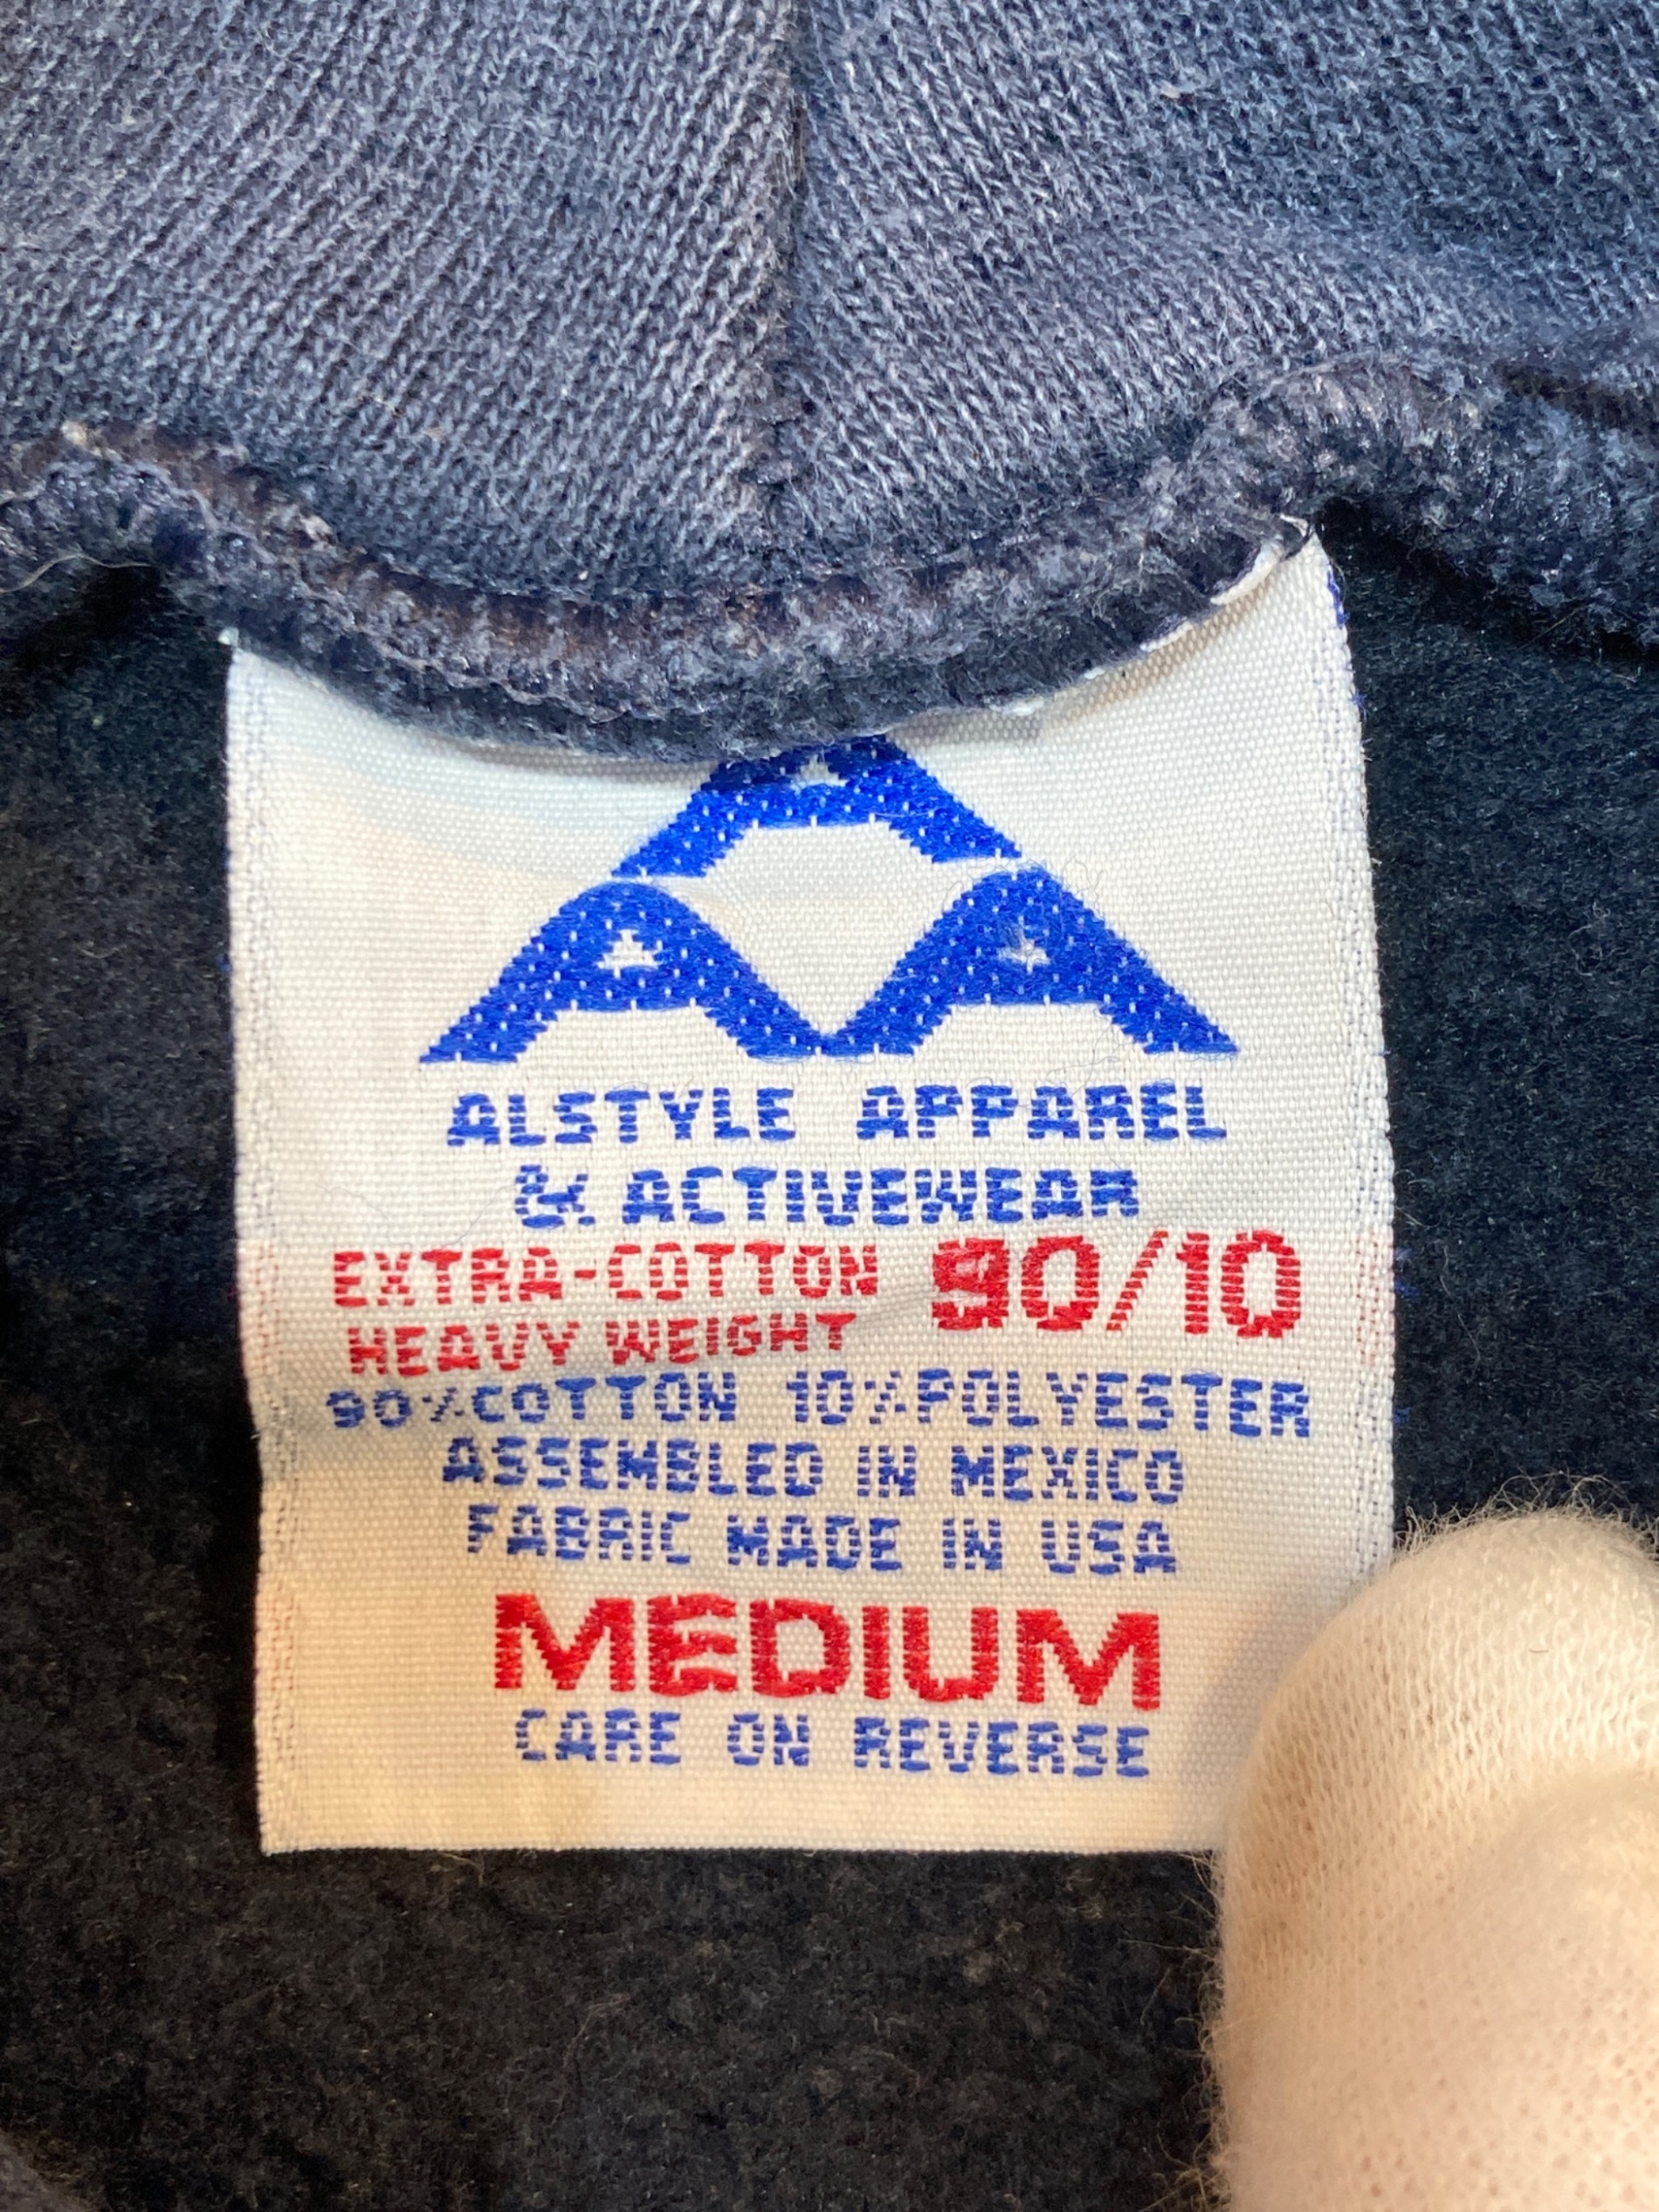 AAA
ALSTYLE APPAREL
& ACTIVEWEAR
EXTRA-COTTON 90/10
HEAVY WEIGHT
90%COTTON 10%POLYESTER
ASSEMBLED IN MEXICO
FABRIC MADE IN USA
MEDIUM
CARE ON REVERSE